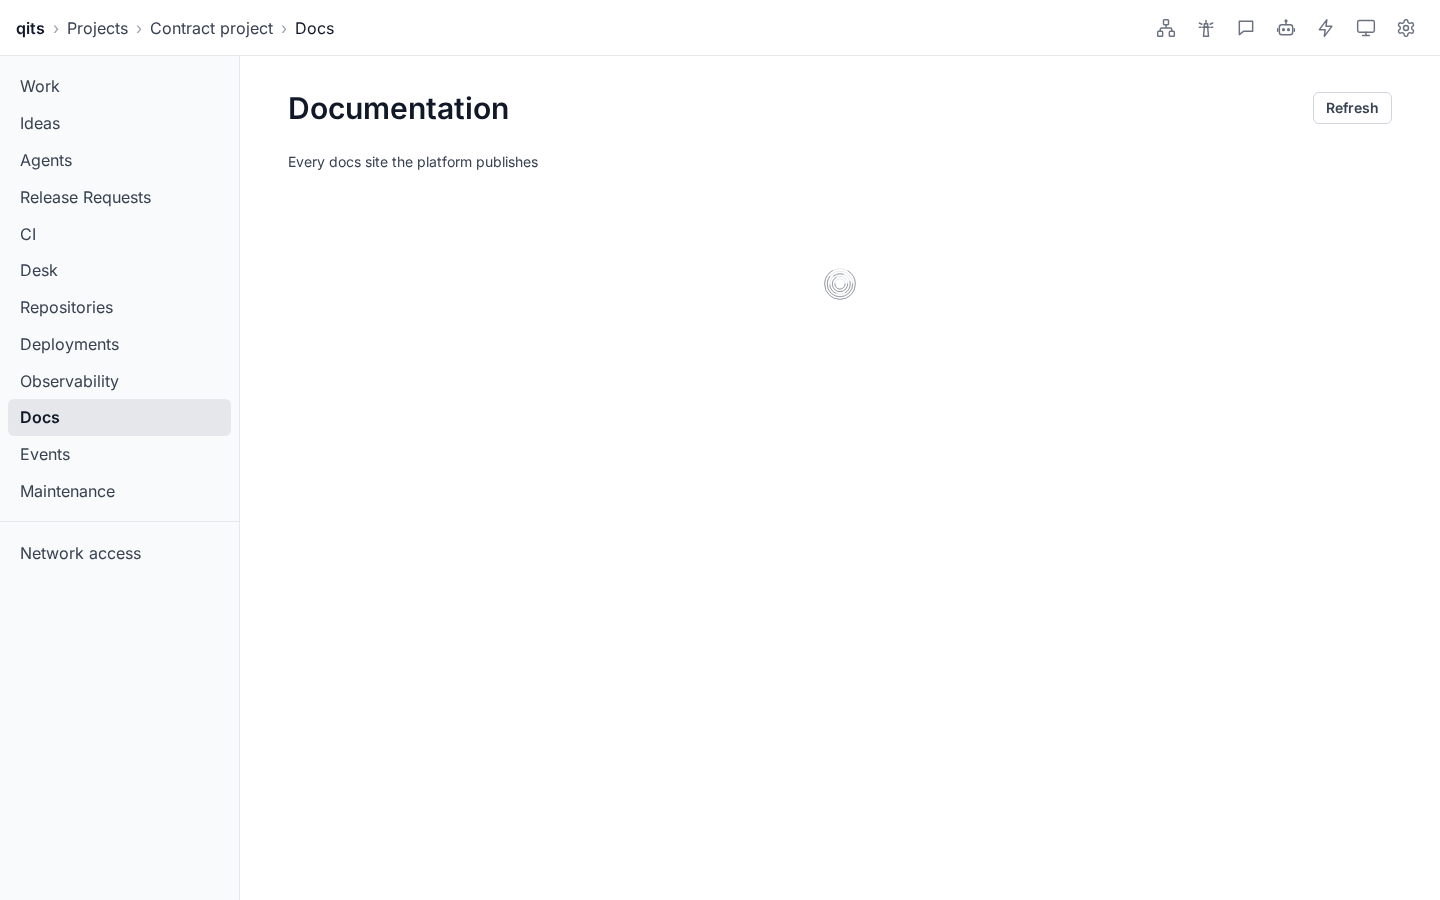 qits › Projects › Contract project › Docs
Work
Ideas
Agents
Release Requests
CI
Desk
Repositories
Deployments
Observability
Docs
Events
Maintenance
Network access
Documentation
Refresh
Every docs site the platform publishes